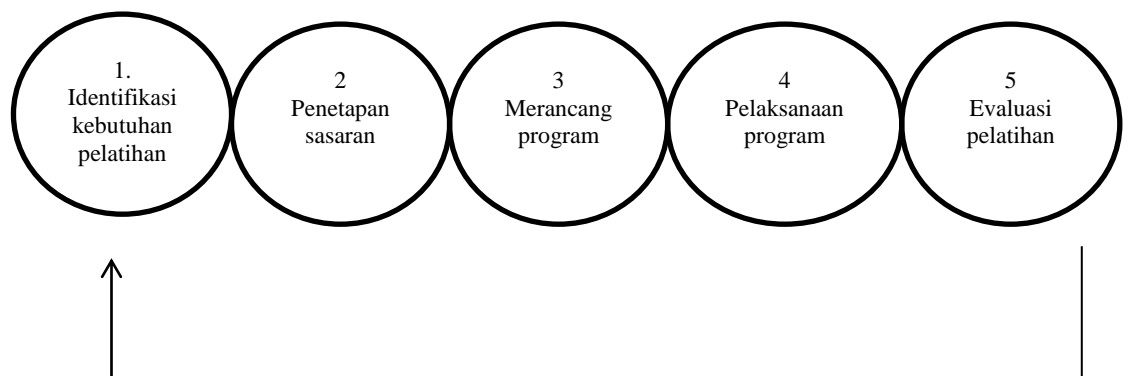 1.
Identifikasi
kebutuhan
pelatihan
2
Penetapan
sasaran
3
Merancang
program
4
Pelaksanaan
program
5
Evaluasi
pelatihan